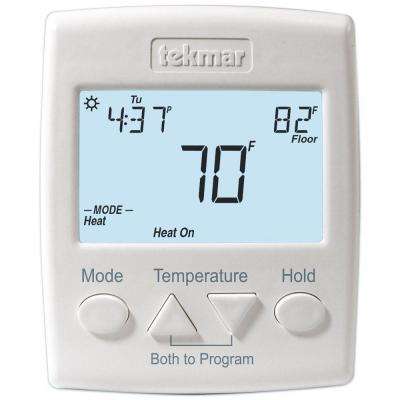 tekmar
Tu
4:37P
82F
Floor
70F
MODE
Heat
Heat On
Mode Temperature Hold
Both to Program